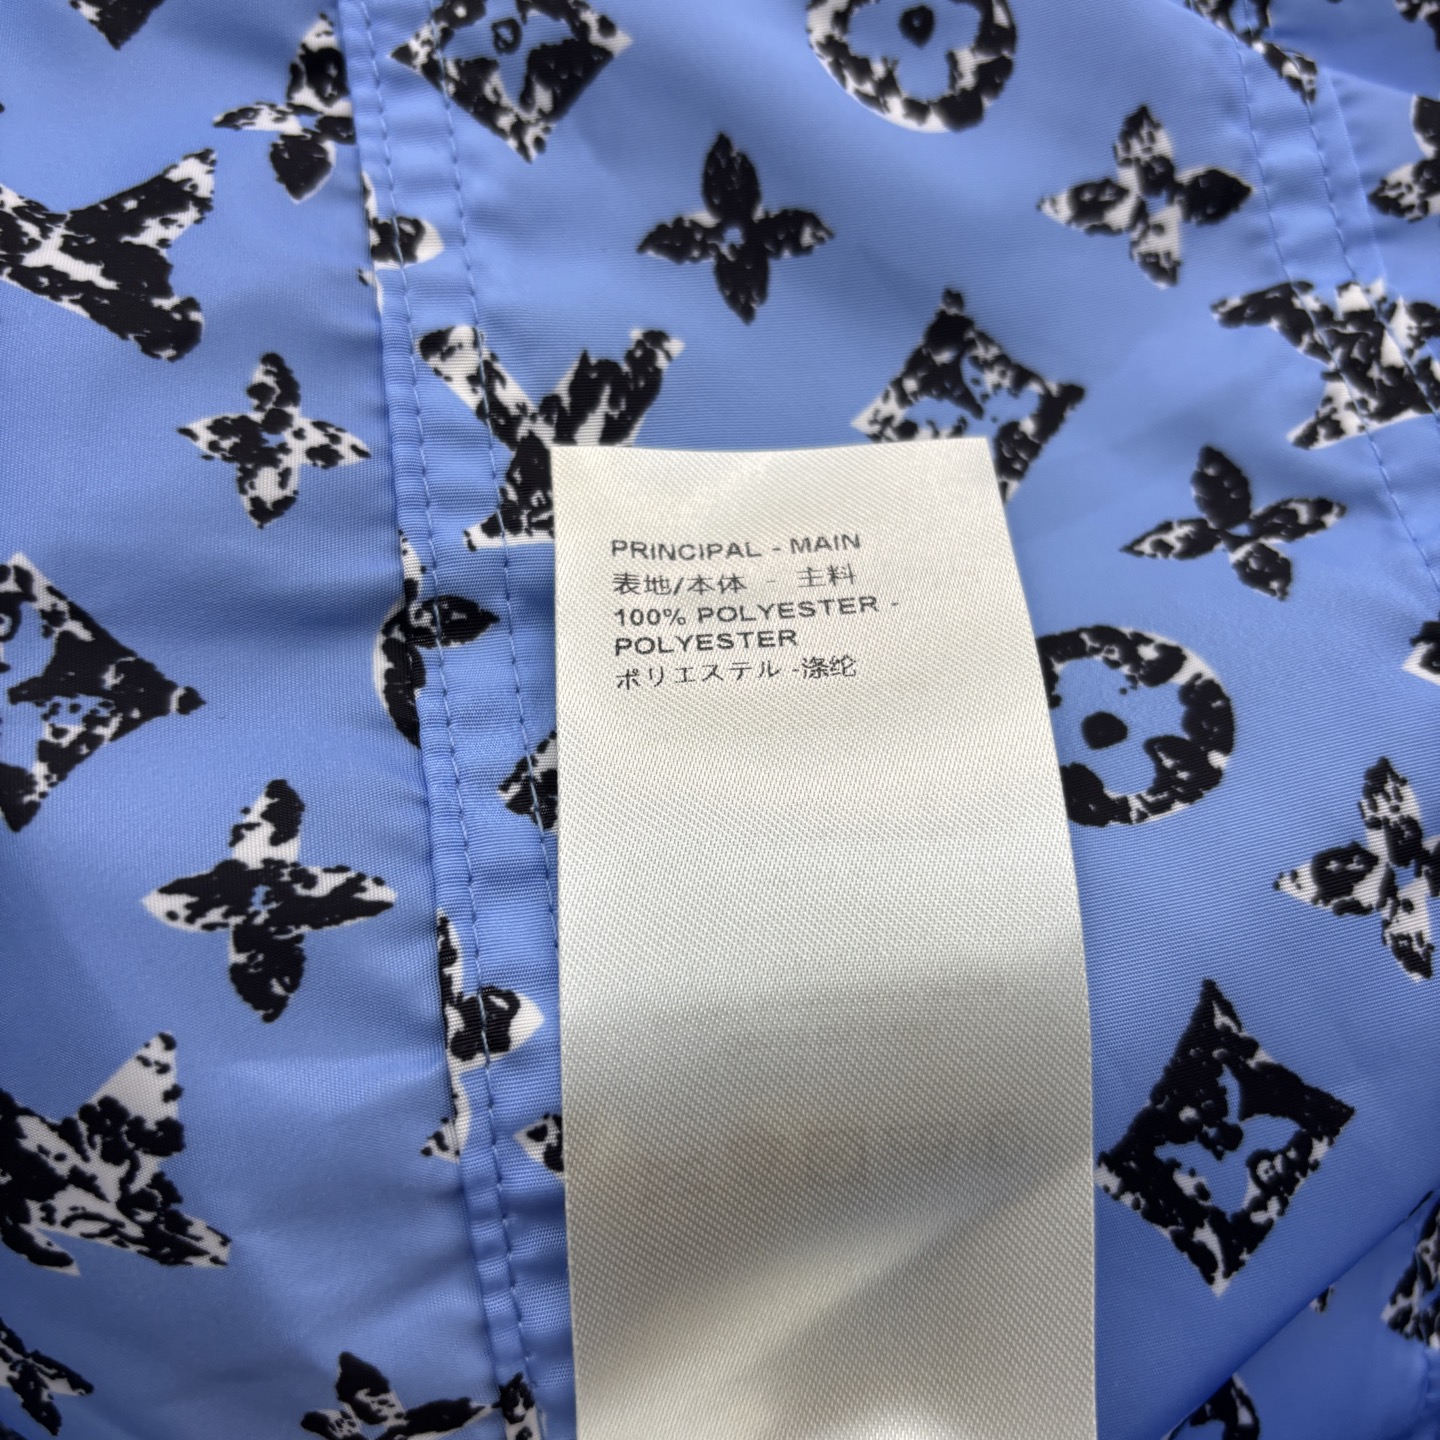 PRINCIPAL - MAIN
表地/本体 - 主料
100% POLYESTER -
POLYESTER
ポリエステル -涤纶